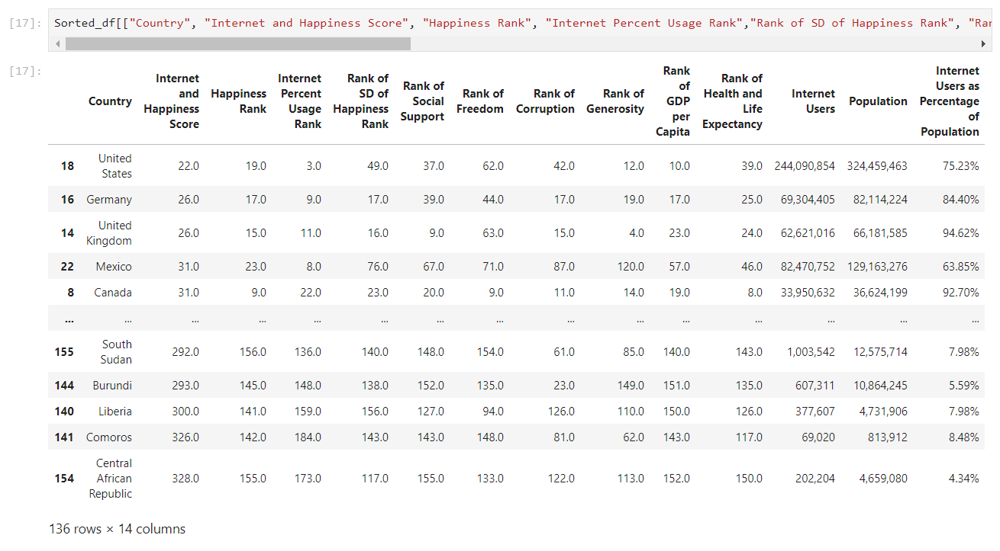 [17]: Sorted_df[["Country", "Internet and Happiness Score", "Happiness Rank", "Internet Percent Usage Rank","Rank of SD of Happiness Rank",
[17]: Country Internet and Happiness Score Happiness Rank Internet Percent Usage Rank Rank of SD of Happiness Rank Rank of Social Support Rank of Freedom Rank of Corruption Rank of Generosity Rank of GDP per Capita Rank of Health and Life Expectancy Internet Users Population Internet Users as Percentage of Population
18 United States 22.0 19.0 3.0 49.0 37.0 62.0 42.0 12.0 10.0 39.0 244,090,854 324,459,463 75.23%
16 Germany 26.0 17.0 9.0 17.0 39.0 44.0 17.0 19.0 17.0 25.0 69,304,405 82,114,224 84.40%
14 United Kingdom 26.0 15.0 11.0 16.0 9.0 63.0 15.0 4.0 23.0 24.0 62,621,016 66,181,585 94.62%
22 Mexico 31.0 23.0 8.0 76.0 67.0 71.0 87.0 120.0 57.0 46.0 82,470,752 129,163,276 63.85%
8 Canada 31.0 9.0 22.0 23.0 20.0 9.0 11.0 14.0 19.0 8.0 33,950,632 36,624,199 92.70%
... ... ... ... ... ... ... ... ... ... ... ... ... ... ...
155 South Sudan 292.0 156.0 136.0 140.0 148.0 154.0 61.0 85.0 140.0 143.0 1,003,542 12,575,714 7.98%
144 Burundi 293.0 145.0 148.0 138.0 152.0 135.0 23.0 149.0 151.0 135.0 607,311 10,864,245 5.59%
140 Liberia 300.0 141.0 159.0 156.0 127.0 94.0 126.0 110.0 150.0 126.0 377,607 4,731,906 7.98%
141 Comoros 326.0 142.0 184.0 143.0 143.0 148.0 81.0 62.0 143.0 117.0 69,020 813,912 8.48%
154 Central African Republic 328.0 155.0 173.0 117.0 155.0 133.0 122.0 113.0 152.0 150.0 202,204 4,659,080 4.34%
136 rows × 14 columns